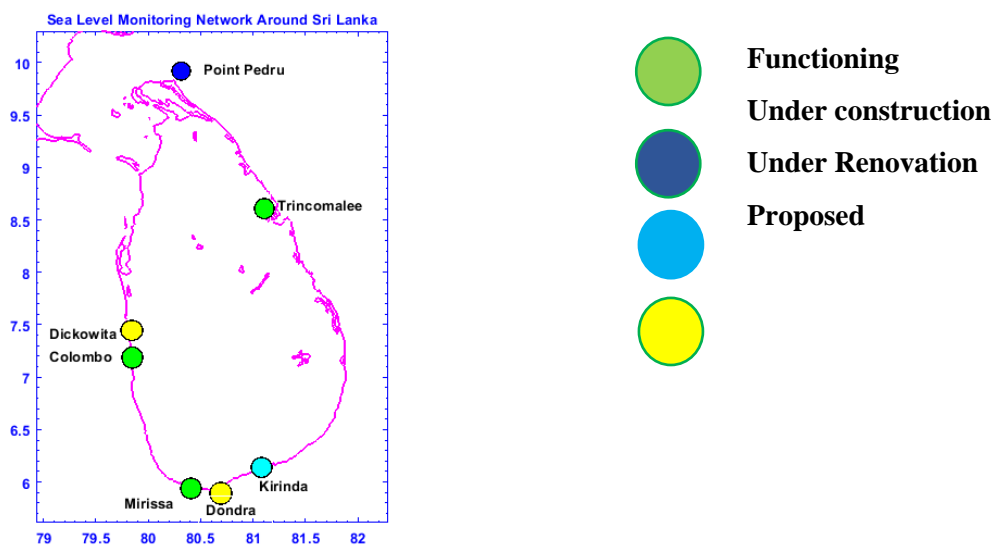 Sea Level Monitoring Network Around Sri Lanka
10
9.5
9
8.5
8
7.5
7
6.5
6
Point Pedru
Trincomalee
Dickowita
Colombo
Kirinda
Mirissa
Dondra
79 79.5 80 80.5 81 81.5 82
Functioning
Under construction
Under Renovation
Proposed